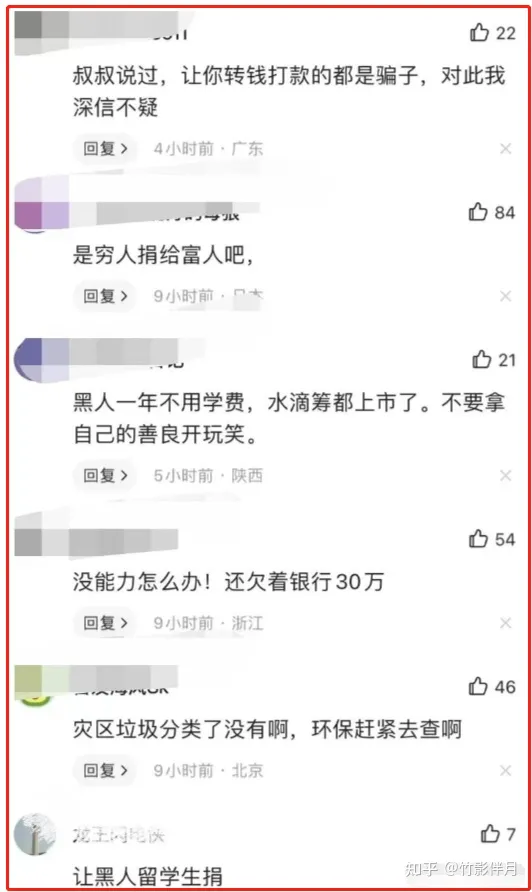 22
叔叔说过，让你转钱打款的都是骗子，对此我
深信不疑
回复 4小时前·广东
84
是穷人捐给富人吧，
回复 9小时前·日本
21
黑人一年不用学费，水滴筹都上市了。不要拿
自己的善良开玩笑。
回复 5小时前·陕西
54
没能力怎么办！还欠着银行30万
回复 9小时前·浙江
46
灾区垃圾分类了没有啊，环保赶紧去查啊
回复 9小时前·北京
7
让黑人留学生捐
知乎 @竹影伴月